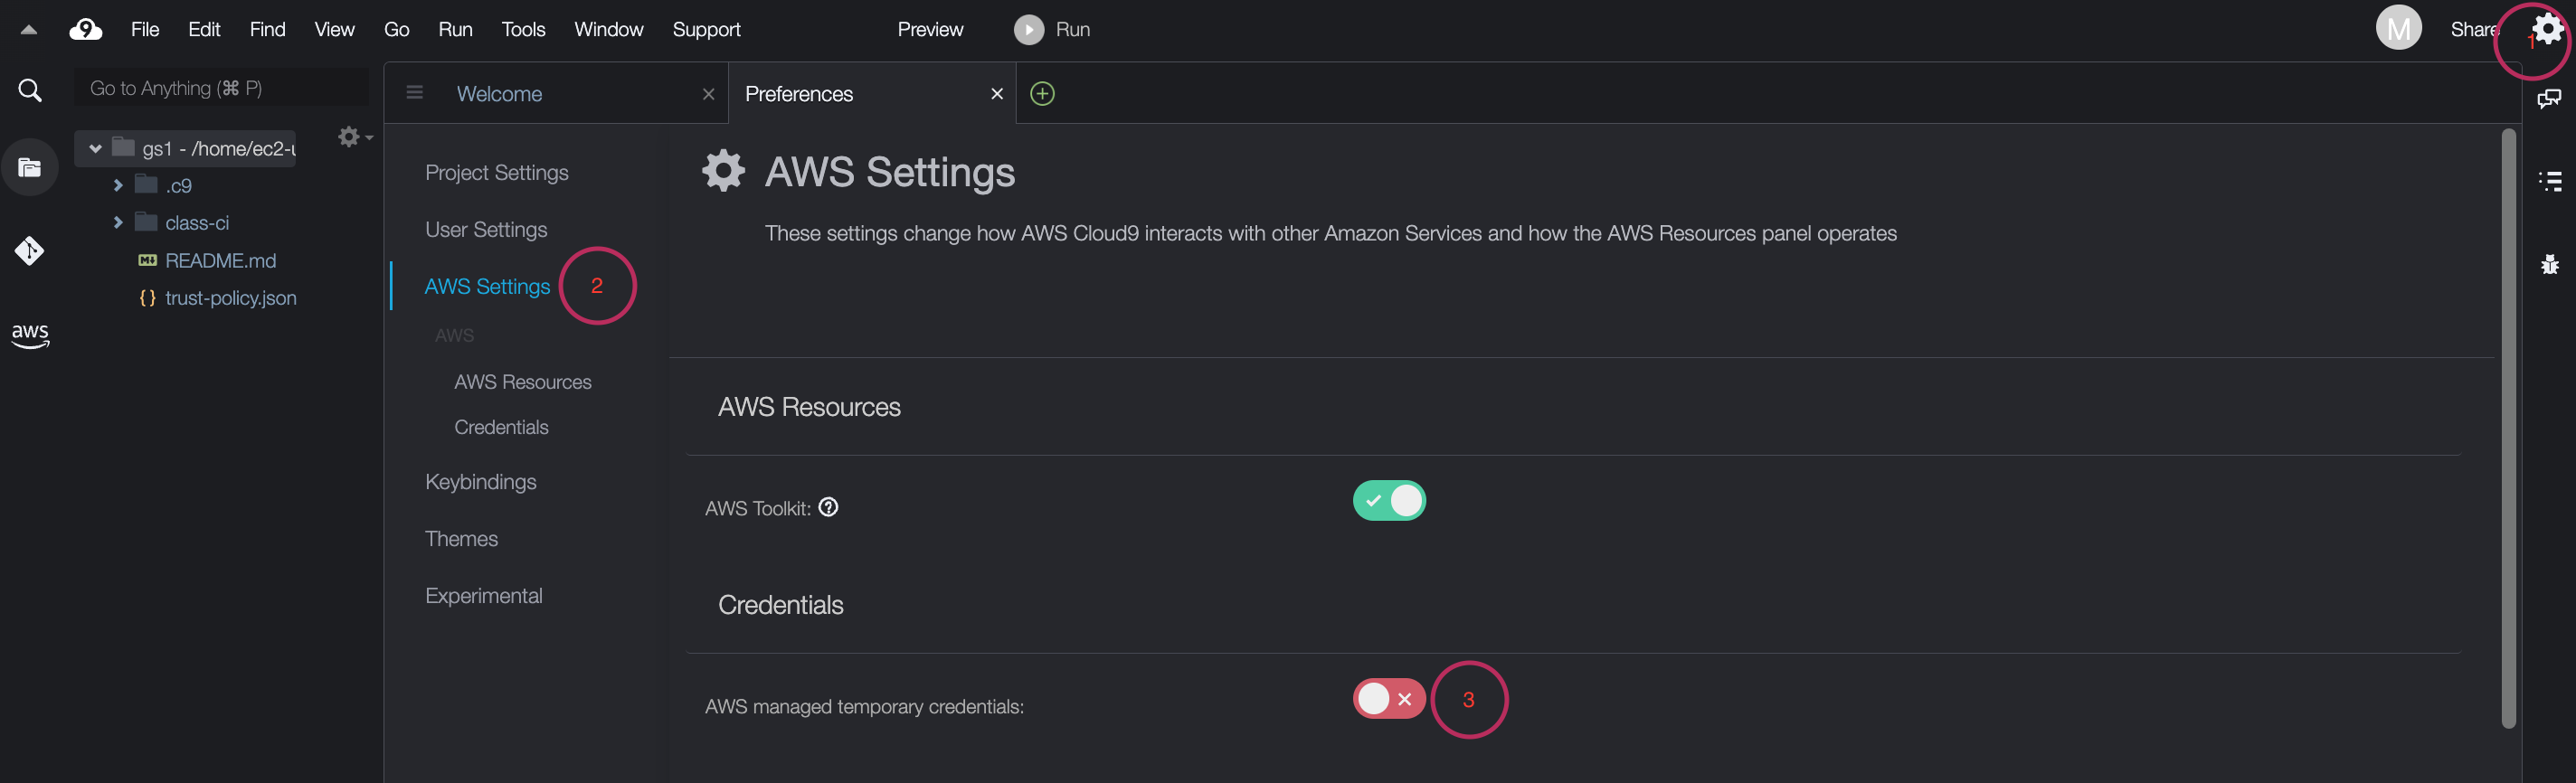 9 File Edit Find View Go Run Tools Window Support Preview Run M Share 1
Go to Anything (⌘ P)
Welcome Preferences
gs1 - /home/ec2-u
.c9
class-ci
README.md
trust-policy.json
aws
Project Settings
User Settings
AWS Settings 2
AWS
AWS Resources
Credentials
Keybindings
Themes
Experimental
AWS Settings
These settings change how AWS Cloud9 interacts with other Amazon Services and how the AWS Resources panel operates
AWS Resources
AWS Toolkit: ?
Credentials
AWS managed temporary credentials: 3